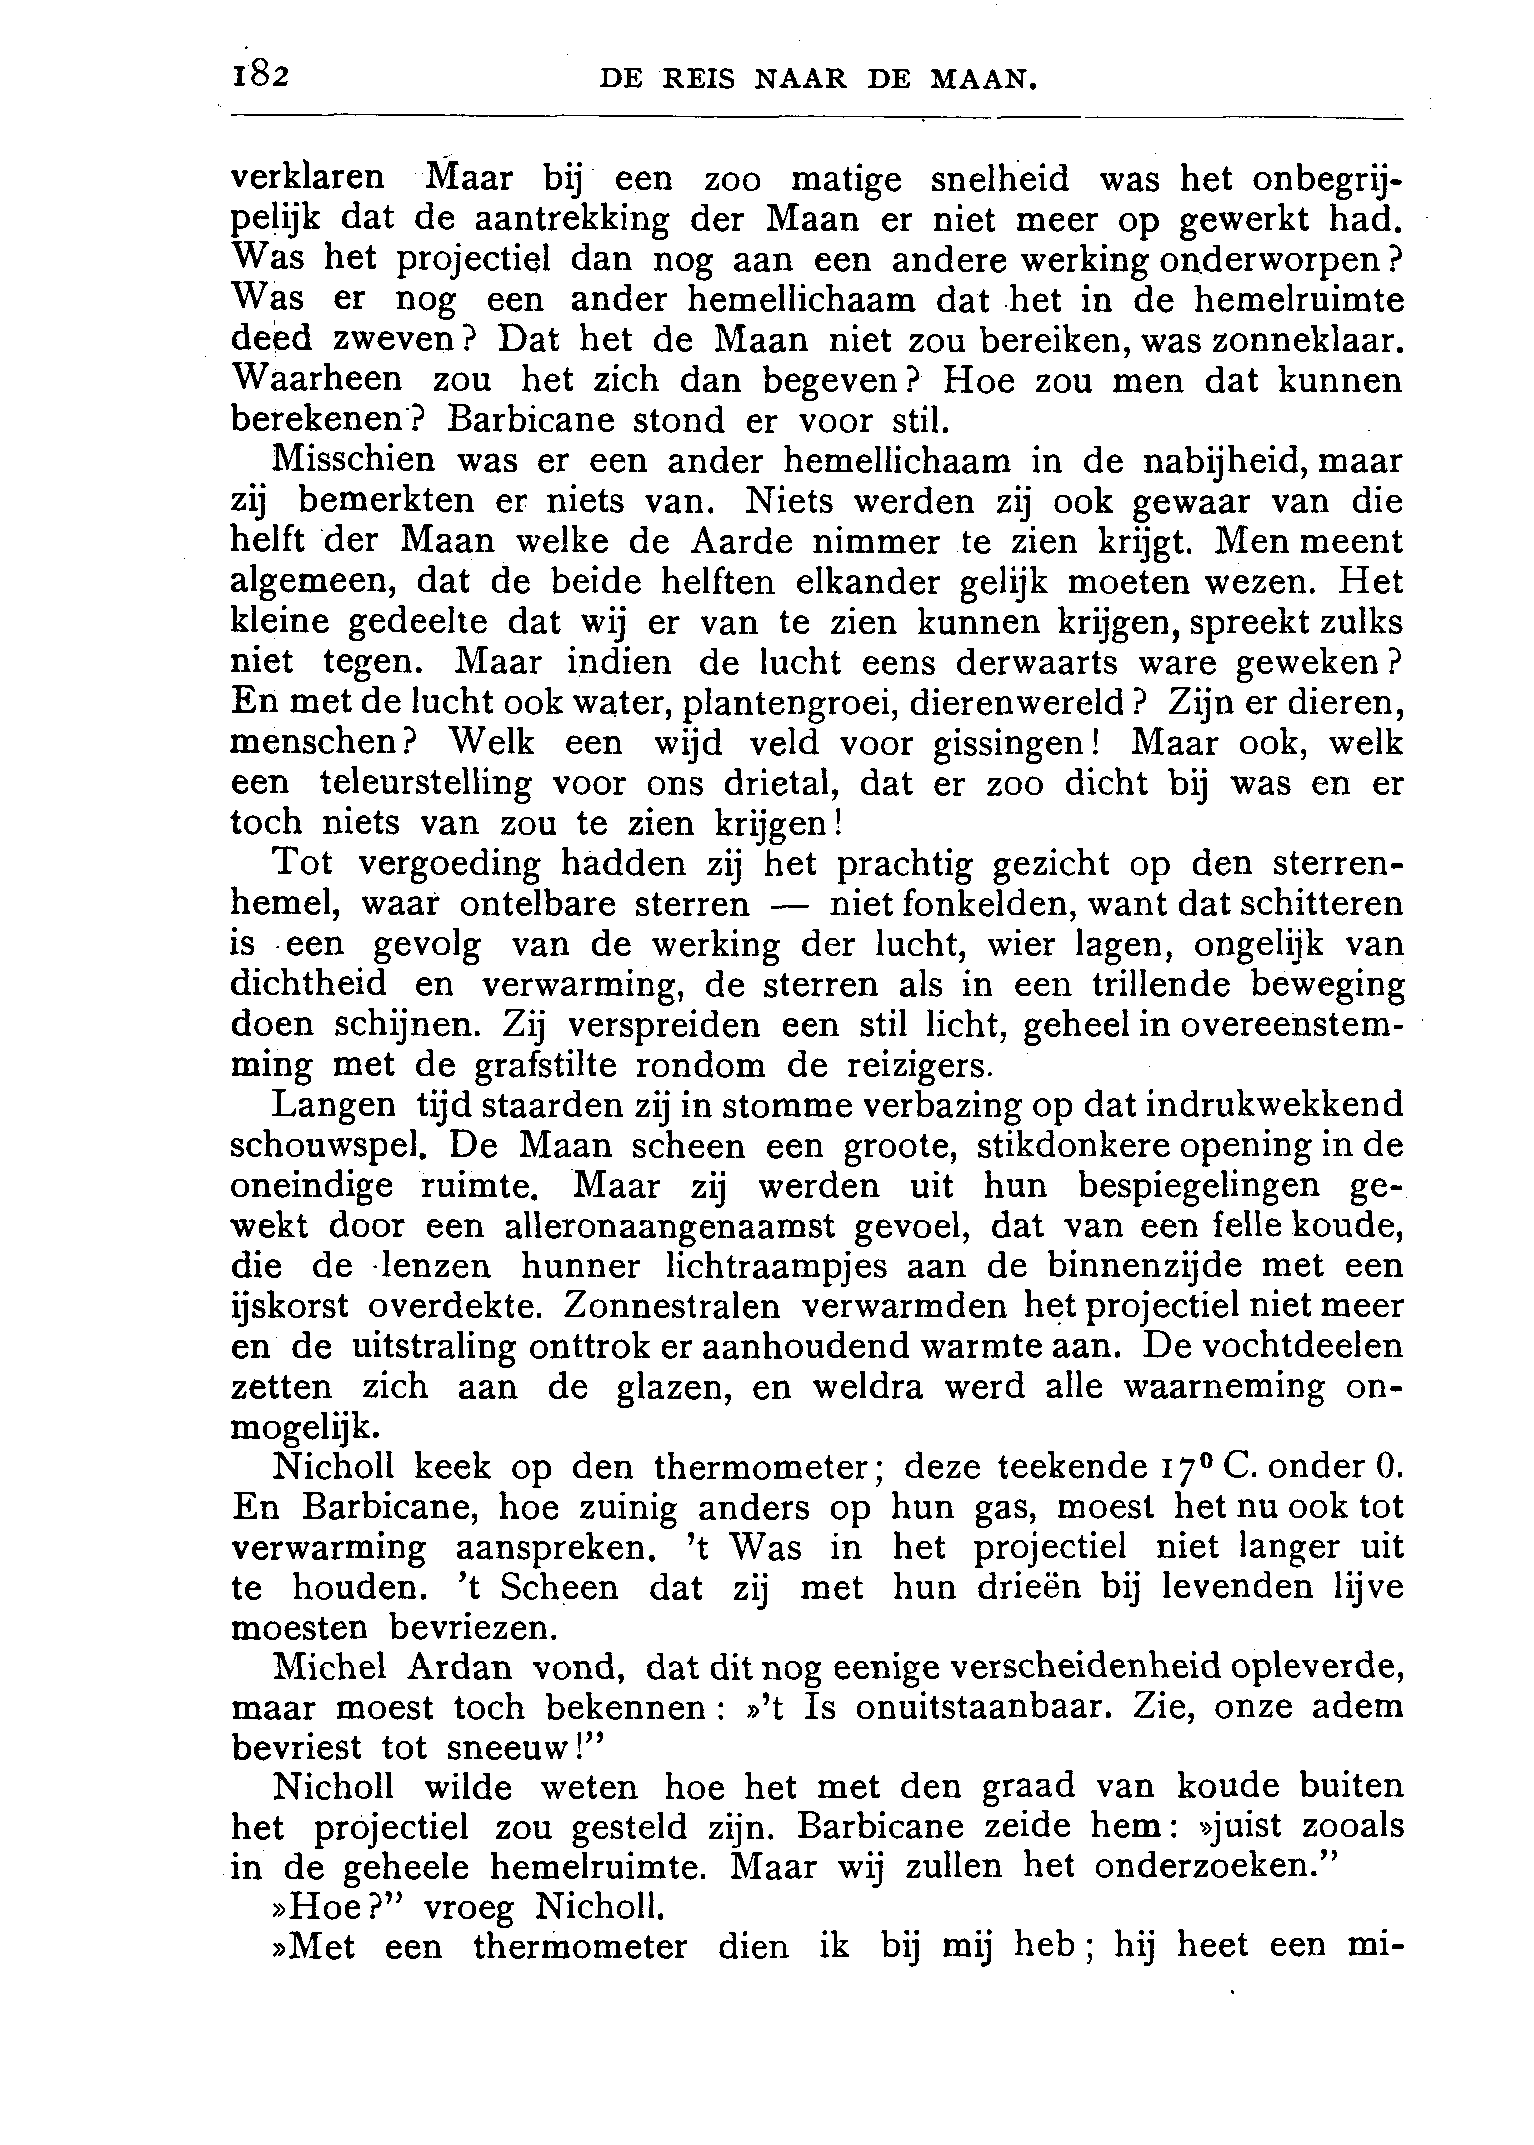 182 DE REIS NAAR DE MAAN.
verklaren Maar bij een zoo matige snelheid was het onbegrij-
pelijk dat de aantrekking der Maan er niet meer op gewerkt had.
Was het projectiel dan nog aan een andere werking onderworpen?
Was er nog een ander hemellichaam dat het in de hemelruimte
deed zweven? Dat het de Maan niet zou bereiken, was zonneklaar.
Waarheen zou het zich dan begeven? Hoe zou men dat kunnen
berekenen? Barbicane stond er voor stil.
Misschien was er een ander hemellichaam in de nabijheid, maar
zij bemerkten er niets van. Niets werden zij ook gewaar van die
helft der Maan welke de Aarde nimmer te zien krijgt. Men meent
algemeen, dat de beide helften elkander gelijk moeten wezen. Het
kleine gedeelte dat wij er van te zien kunnen krijgen, spreekt zulks
niet tegen. Maar indien de lucht eens derwaarts ware geweken?
En met de lucht ook water, plantengroei, dierenwereld? Zijn er dieren,
menschen? Welk een wijd veld voor gissingen! Maar ook, welk
een teleurstelling voor ons drietal, dat er zoo dicht bij was en er
toch niets van zou te zien krijgen!
Tot vergoeding hadden zij het prachtig gezicht op den sterren-
hemel, waar ontelbare sterren — niet fonkelden, want dat schitteren
is een gevolg van de werking der lucht, wier lagen, ongelijk van
dichtheid en verwarming, de sterren als in een trillende beweging
doen schijnen. Zij verspreiden een stil licht, geheel in overeenstem-
ming met de grafstilte rondom de reizigers.
Langen tijd staarden zij in stomme verbazing op dat indrukwekkend
schouwspel. De Maan scheen een groote, stikdonkere opening in de
oneindige ruimte. Maar zij werden uit hun bespiegelingen ge-
wekt door een alleronaangenaamst gevoel, dat van een felle koude,
die de lenzen hunner lichtraampjes aan de binnenzijde met een
ijskorst overdekte. Zonnestralen verwarmden het projectiel niet meer
en de uitstraling onttrok er aanhoudend warmte aan. De vochtdeelen
zetten zich aan de glazen, en weldra werd alle waarneming on-
mogelijk.
Nicholl keek op den thermometer; deze teekende 17⁰ C. onder 0.
En Barbicane, hoe zuinig anders op hun gas, moest het nu ook tot
verwarming aanspreken. 't Was in het projectiel niet langer uit
te houden. 't Scheen dat zij met hun drieën bij levenden lijve
moesten bevriezen.
Michel Ardan vond, dat dit nog eenige verscheidenheid opleverde,
maar moest toch bekennen: »'t Is onuitstaanbaar. Zie, onze adem
bevriest tot sneeuw!”
Nicholl wilde weten hoe het met den graad van koude buiten
het projectiel zou gesteld zijn. Barbicane zeide hem: »juist zooals
in de geheele hemelruimte. Maar wij zullen het onderzoeken.”
»Hoe?” vroeg Nicholl.
»Met een thermometer dien ik bij mij heb; hij heet een mi-